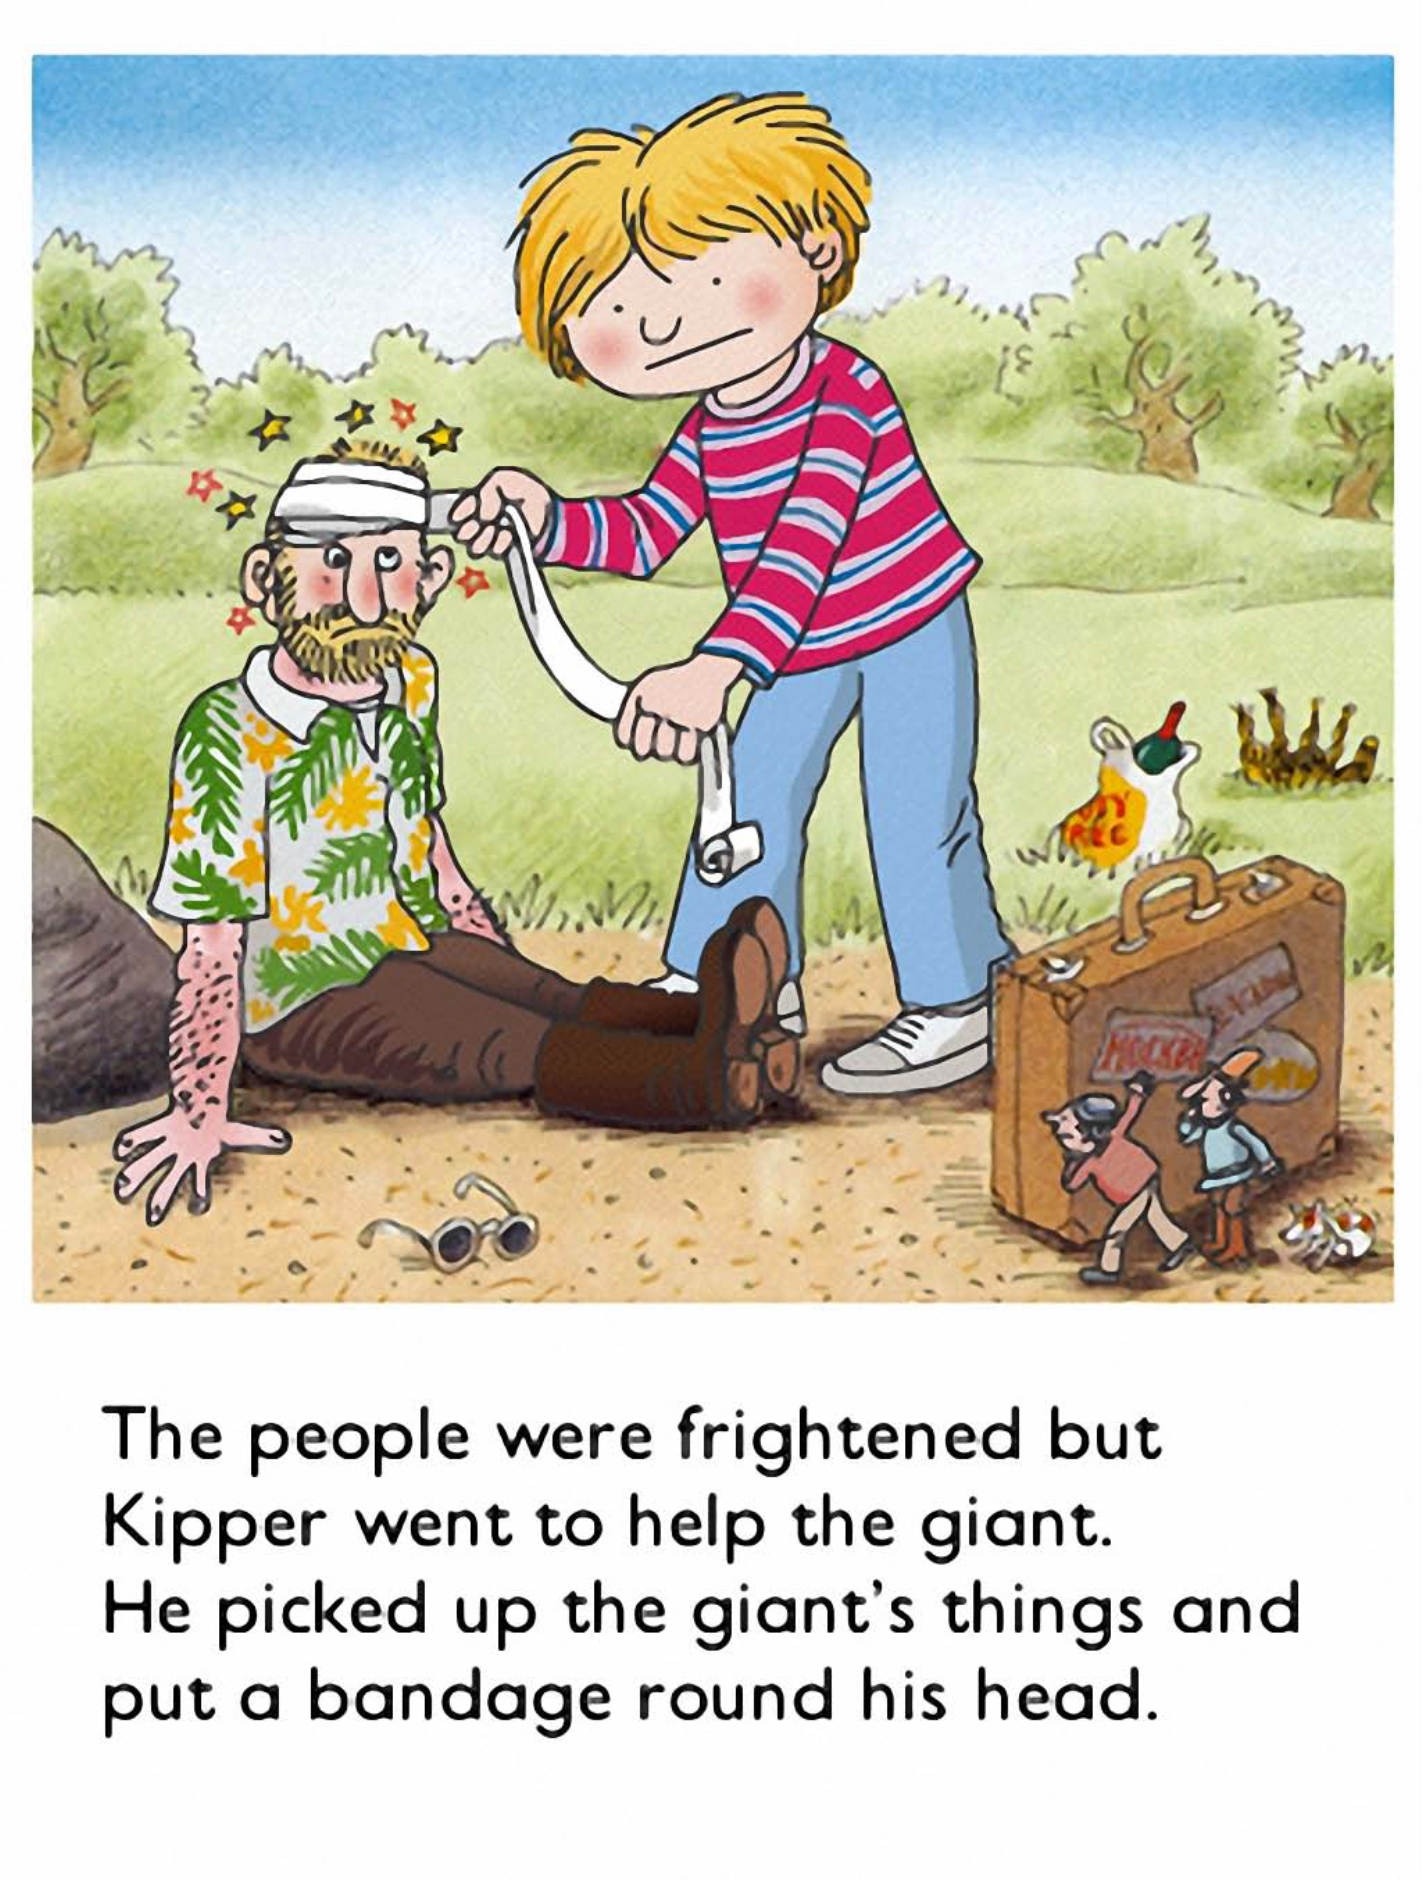 The people were frightened but
Kipper went to help the giant.
He picked up the giant's things and
put a bandage round his head.